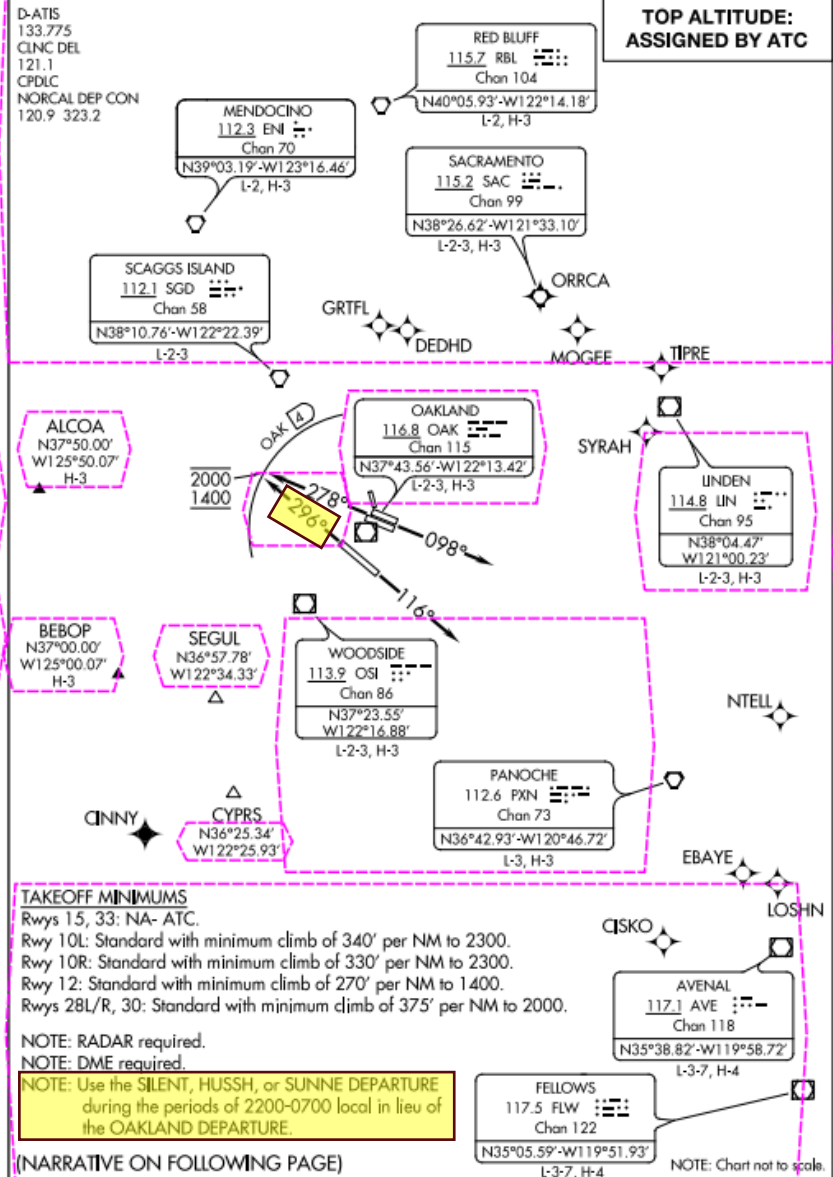 D-ATIS
133.775
CLNC DEL
121.1
CPDLC
NORCAL DEP CON
120.9 323.2
TOP ALTITUDE:
ASSIGNED BY ATC
RED BLUFF
115.7 RBL
Chan 104
N40°05.93'-W122°14.18'
L-2, H-3
MENDOCINO
112.3 ENI
Chan 70
N39°03.19'-W123°16.46'
L-2, H-3
SACRAMENTO
115.2 SAC
Chan 99
N38°26.62'-W121°33.10'
L-2-3, H-3
SCAGGS ISLAND
112.1 SGD
Chan 58
N38°10.76'-W122°22.39'
L-2-3
ORRCA
GRTFL
DEDHD
MOGEE
TIPRE
ALCOA
N37°50.00'
W125°50.07'
H-3
OAK 4
OAKLAND
116.8 OAK
Chan 115
N37°43.56'-W122°13.42'
L-2-3, H-3
SYRAH
2000
1400
278°
296°
098°
116°
LINDEN
114.8 LIN
Chan 95
N38°04.47'
W121°00.23'
L-2-3, H-3
BEBOP
N37°00.00'
W125°00.07'
H-3
SEGUL
N36°57.78'
W122°34.33'
WOODSIDE
113.9 OSI
Chan 86
N37°23.55'
W122°16.88'
L-2-3, H-3
NTELL
PANOCHE
112.6 PXN
Chan 73
N36°42.93'-W120°46.72'
L-3, H-3
CINNY
CYPRS
N36°25.34'
W122°25.93'
EBAYE
LOSHN
CISKO
TAKEOFF MINIMUMS
Rwys 15, 33: NA- ATC.
Rwy 10L: Standard with minimum climb of 340' per NM to 2300.
Rwy 10R: Standard with minimum climb of 330' per NM to 2300.
Rwy 12: Standard with minimum climb of 270' per NM to 1400.
Rwys 28L/R, 30: Standard with minimum climb of 375' per NM to 2000.
NOTE: RADAR required.
NOTE: DME required.
NOTE: Use the SILENT, HUSSH, or SUNNE DEPARTURE
during the periods of 2200-0700 local in lieu of
the OAKLAND DEPARTURE.
(NARRATIVE ON FOLLOWING PAGE)
AVENAL
117.1 AVE
Chan 118
N35°38.82'-W119°58.72'
L-3-7, H-4
FELLOWS
117.5 FLW
Chan 122
N35°05.59'-W119°51.93'
L-3-7, H-4
NOTE: Chart not to scale.